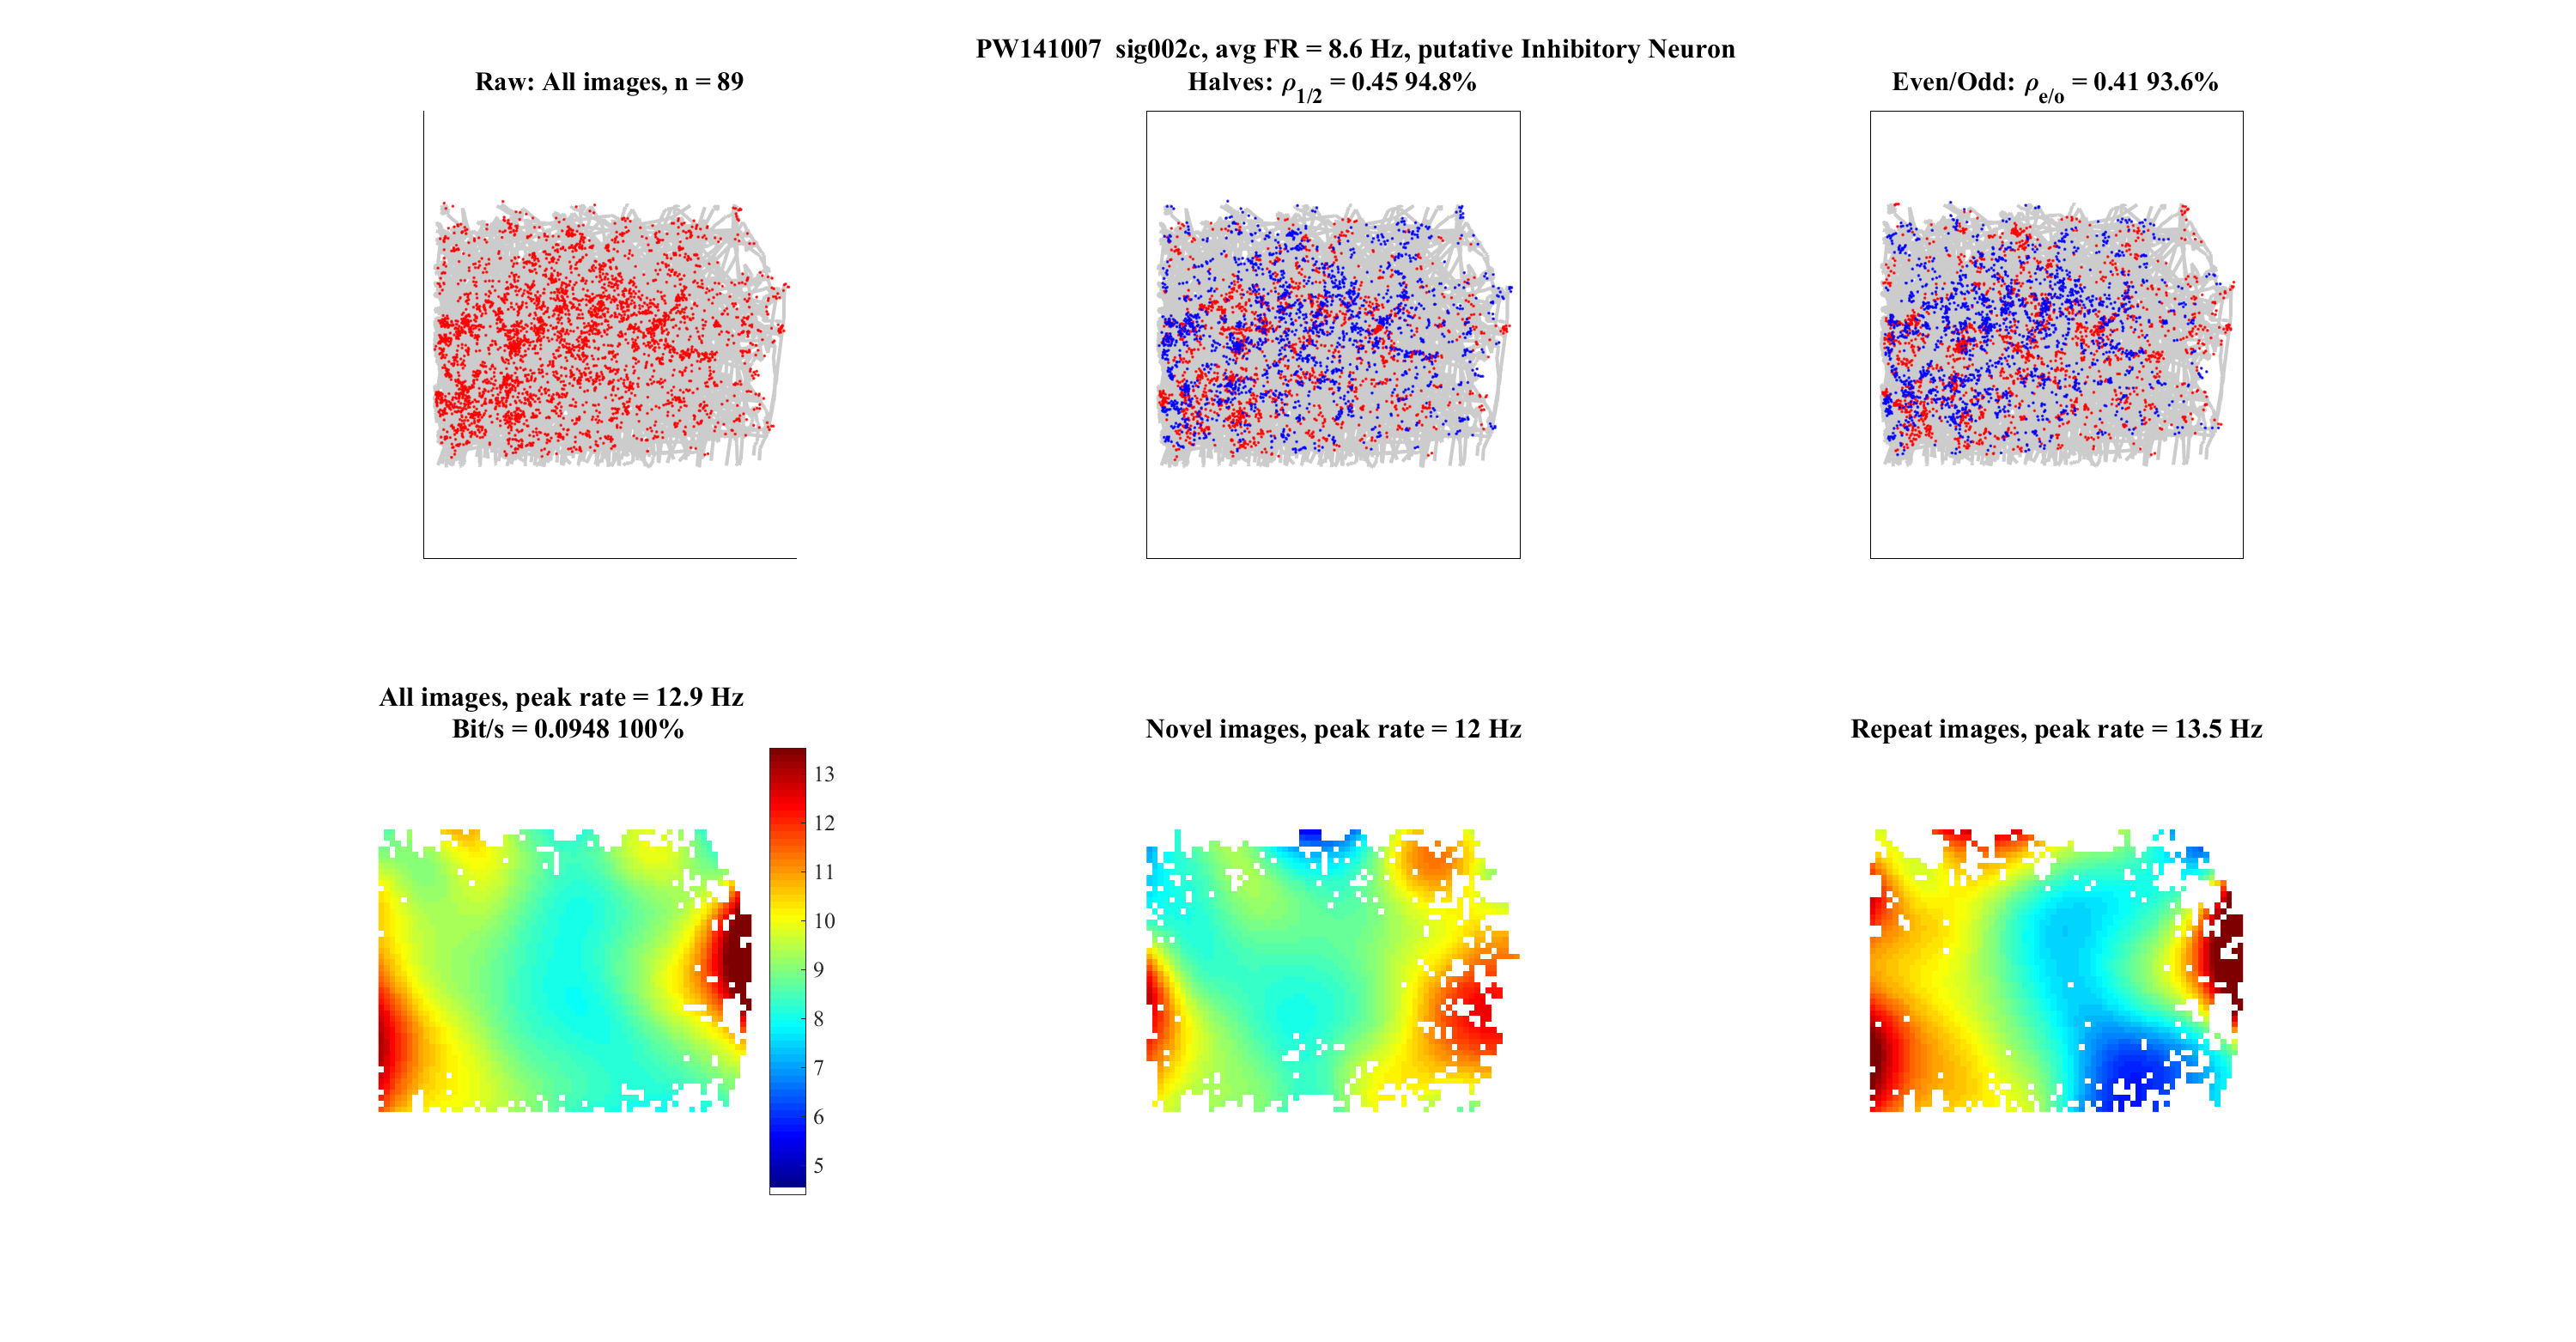 PW141007  sig002c, avg FR = 8.6 Hz, putative Inhibitory Neuron
Raw: All images, n = 89
Halves: ρ1/2 = 0.45 94.8%
Even/Odd: ρe/o = 0.41 93.6%
All images, peak rate = 12.9 Hz
Bit/s = 0.0948 100%
13
12
11
10
9
8
7
6
5
Novel images, peak rate = 12 Hz
Repeat images, peak rate = 13.5 Hz